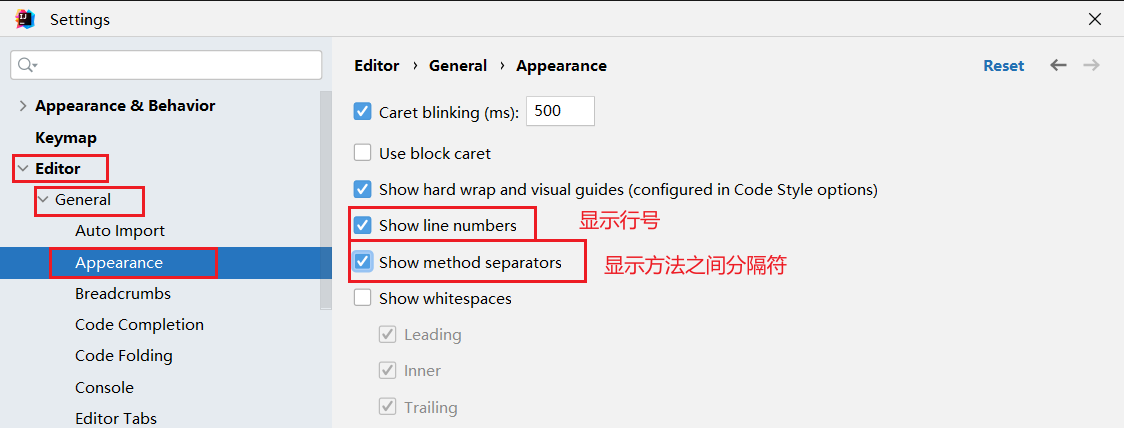 Settings
Appearance & Behavior
Keymap
Editor
General
Auto Import
Appearance
Breadcrumbs
Code Completion
Code Folding
Console
Editor Tabs
Editor › General › Appearance
Reset
Caret blinking (ms): 500
Use block caret
Show hard wrap and visual guides (configured in Code Style options)
Show line numbers 显示行号
Show method separators 显示方法之间分隔符
Show whitespaces
Leading
Inner
Trailing